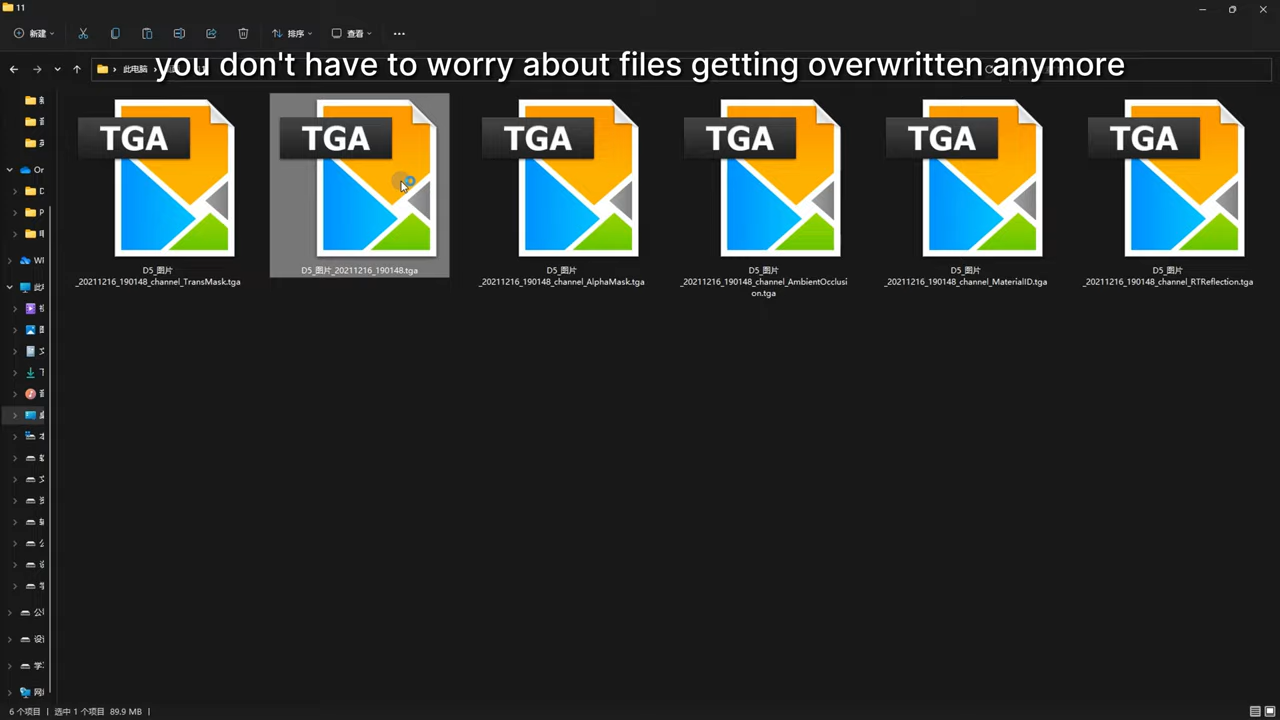 11
新建
排序
查看
此电脑
you don't have to worry about files getting overwritten anymore
TGA
TGA
TGA
TGA
TGA
TGA
D5_图片
_20211216_190148_channel_TransMask.tga
D5_图片_20211216_190148.tga
D5_图片
_20211216_190148_channel_AlphaMask.tga
D5_图片
_20211216_190148_channel_AmbientOcclusi
on.tga
D5_图片
_20211216_190148_channel_MaterialID.tga
D5_图片
_20211216_190148_channel_RTReflection.tga
Or
D
P
6 个项目
选中 1 个项目 89.9 MB